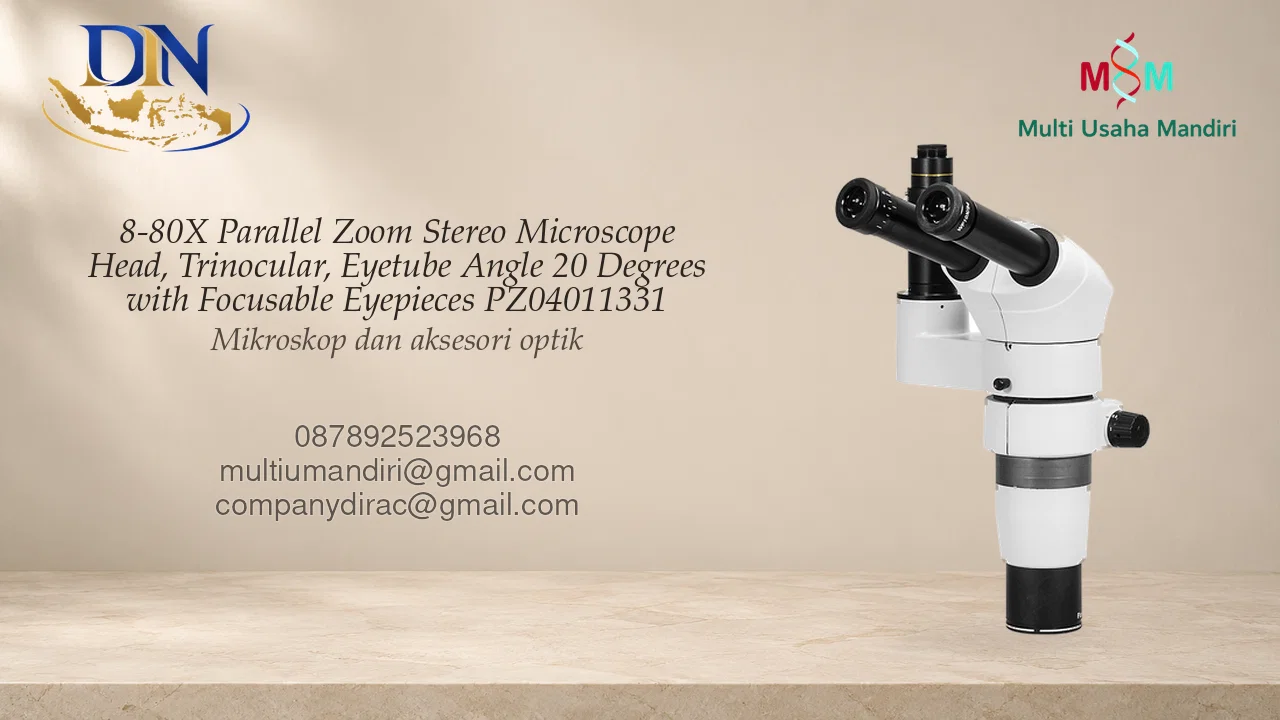 DIN
M M
Multi Usaha Mandiri
8-80X Parallel Zoom Stereo Microscope
Head, Trinocular, Eyetube Angle 20 Degrees
with Focusable Eyepieces PZ04011331
Mikroskop dan aksesori optik
087892523968
multiumandiri@gmail.com
companydirac@gmail.com